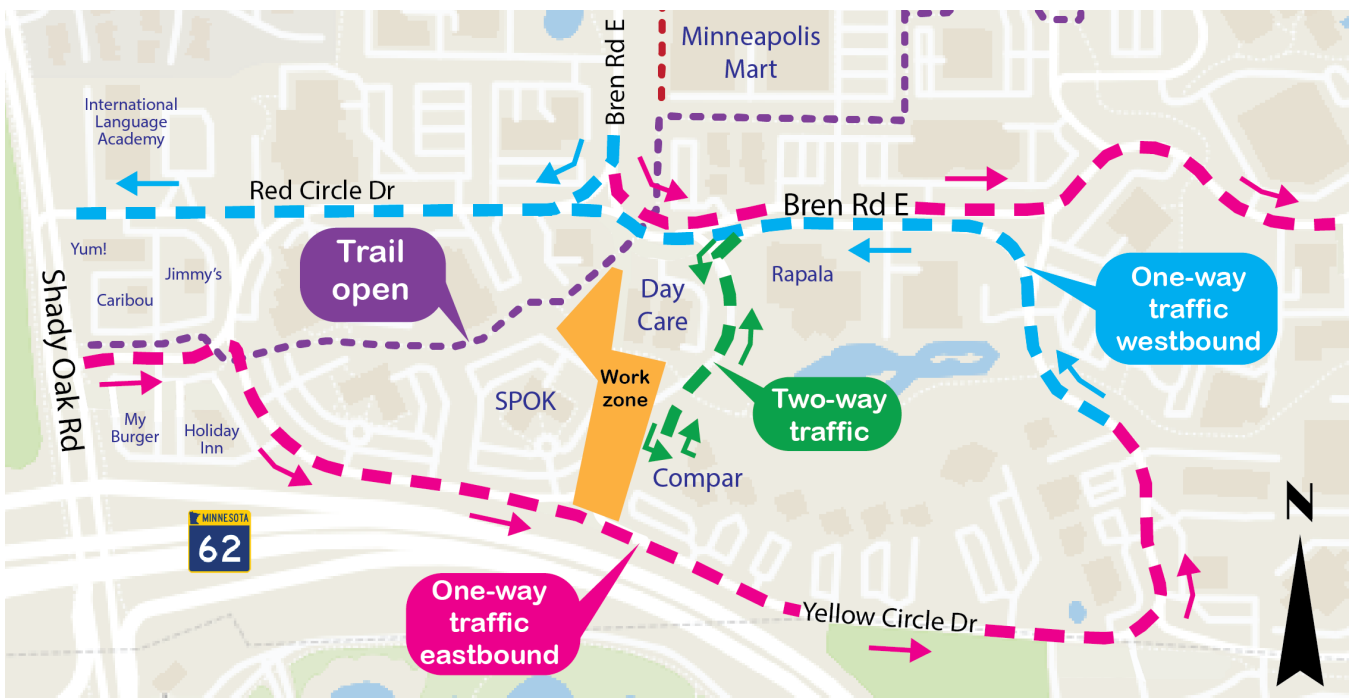 Minneapolis
Mart
Bren Rd E
International
Language
Academy
Red Circle Dr
Bren Rd E
Yum!
Jimmy's
Caribou
Trail
open
Day
Care
Rapala
One-way
traffic
westbound
Shady Oak Rd
Work
zone
SPOK
Two-way
traffic
My
Burger
Holiday
Inn
Compar
MINNESOTA
62
N
One-way
traffic
eastbound
Yellow Circle Dr